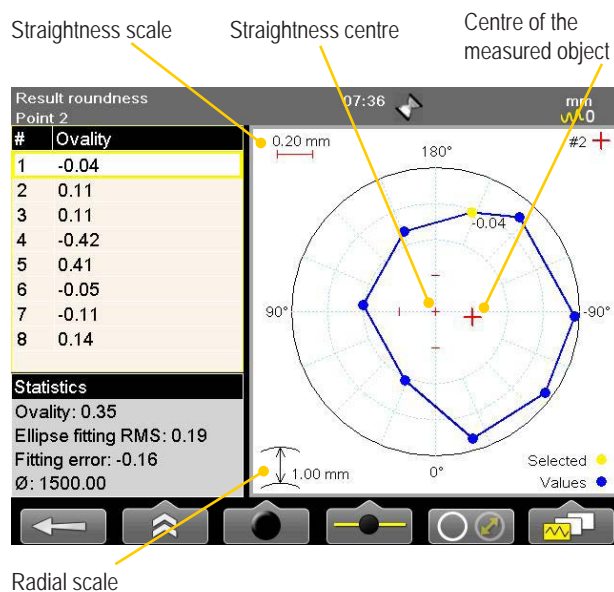 Straightness scale
Straightness centre
Centre of the
measured object
Result roundness
Point 2
07:36
mm
0
# Ovality
1 -0.04
2 0.11
3 0.11
4 -0.42
5 0.41
6 -0.05
7 -0.11
8 0.14
Statistics
Ovality: 0.35
Ellipse fitting RMS: 0.19
Fitting error: -0.16
Ø: 1500.00
0.20 mm
#2
180°
-0.04
90°
-90°
0°
1.00 mm
Selected
Values
Radial scale